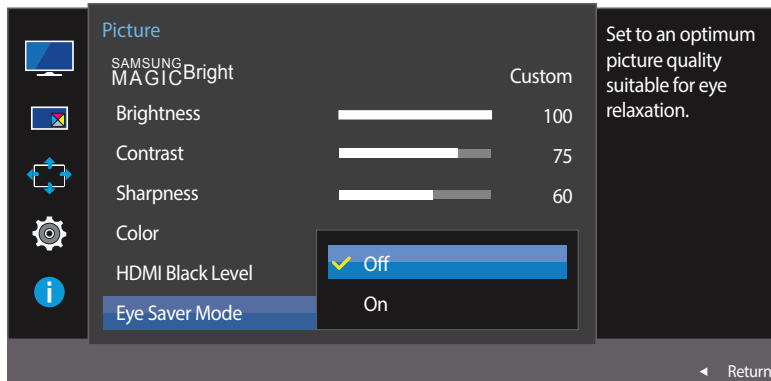 Picture
SAMSUNG
MAGICBright Custom
Brightness 100
Contrast 75
Sharpness 60
Color
HDMI Black Level
Eye Saver Mode
Off
On
Set to an optimum
picture quality
suitable for eye
relaxation.
Return